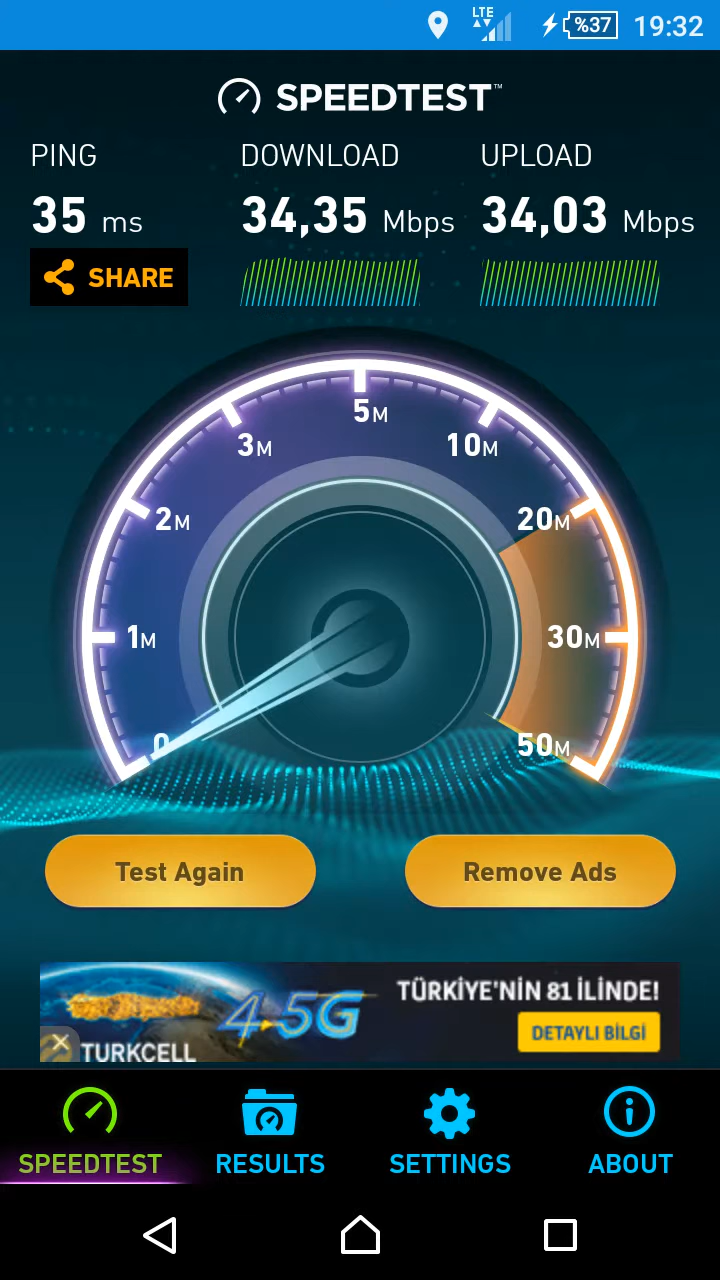 LTE
%37
19:32
SPEEDTEST™
PING
DOWNLOAD
UPLOAD
35 ms
34,35 Mbps
34,03 Mbps
SHARE
5M
3M
10M
2M
20M
1M
30M
0
50M
Test Again
Remove Ads
4.5G
TÜRKİYE'NİN 81 İLİNDE!
DETAYLI BİLGİ
TURKCELL
SPEEDTEST
RESULTS
SETTINGS
ABOUT